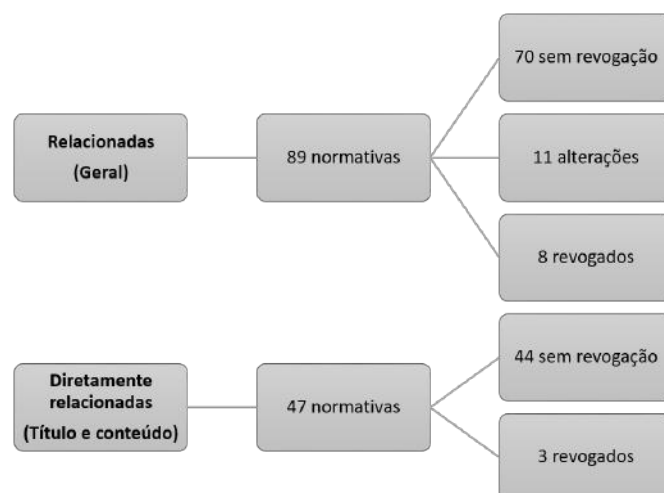 Relacionadas
(Geral)
89 normativas
70 sem revogação
11 alterações
8 revogados
Diretamente
relacionadas
(Título e conteúdo)
47 normativas
44 sem revogação
3 revogados